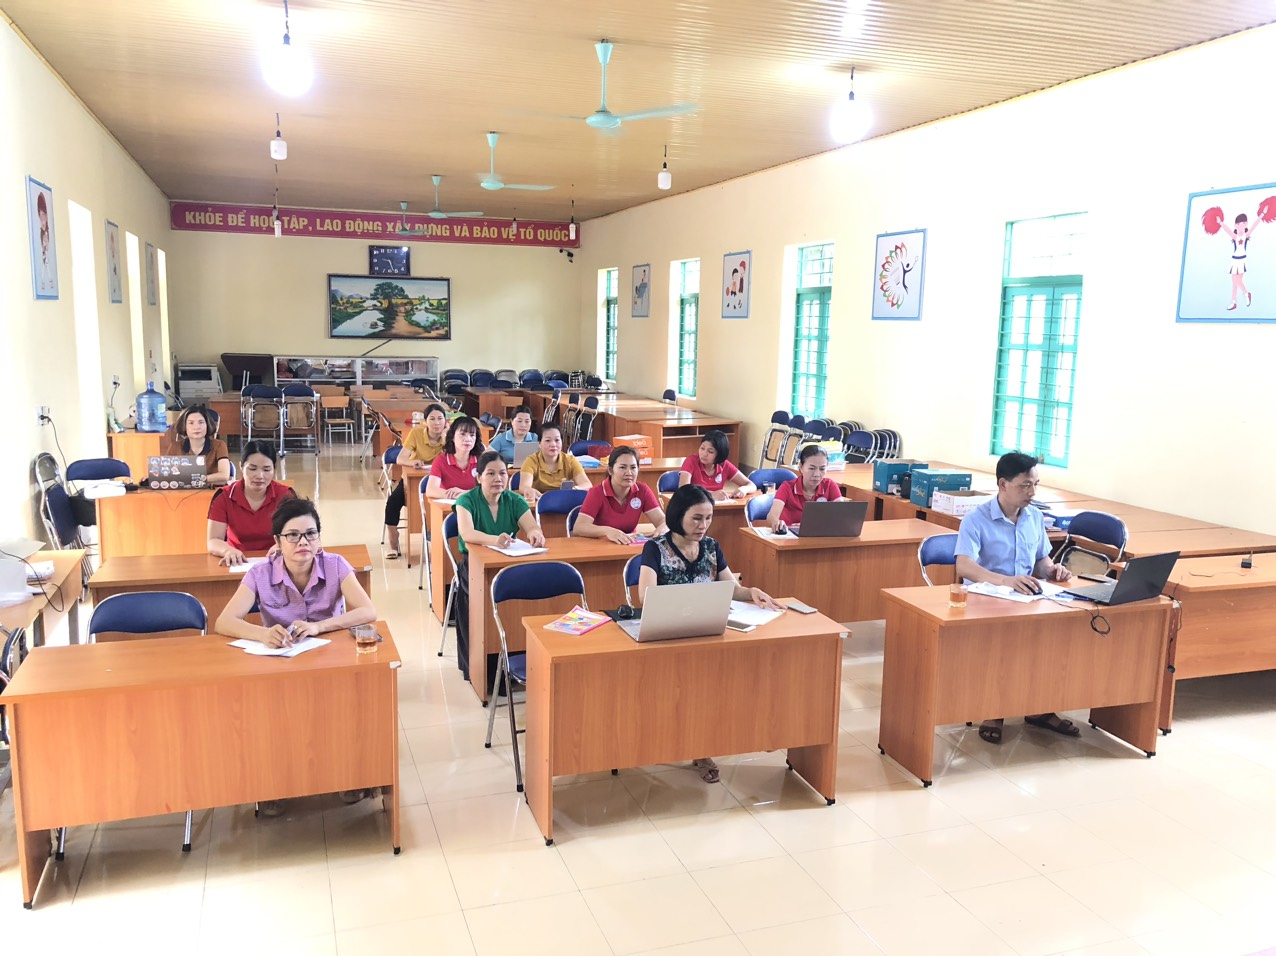 KHỎE ĐỂ HỌC TẬP, LAO ĐỘNG XÂY DỰNG VÀ BẢO VỆ TỔ QUỐC